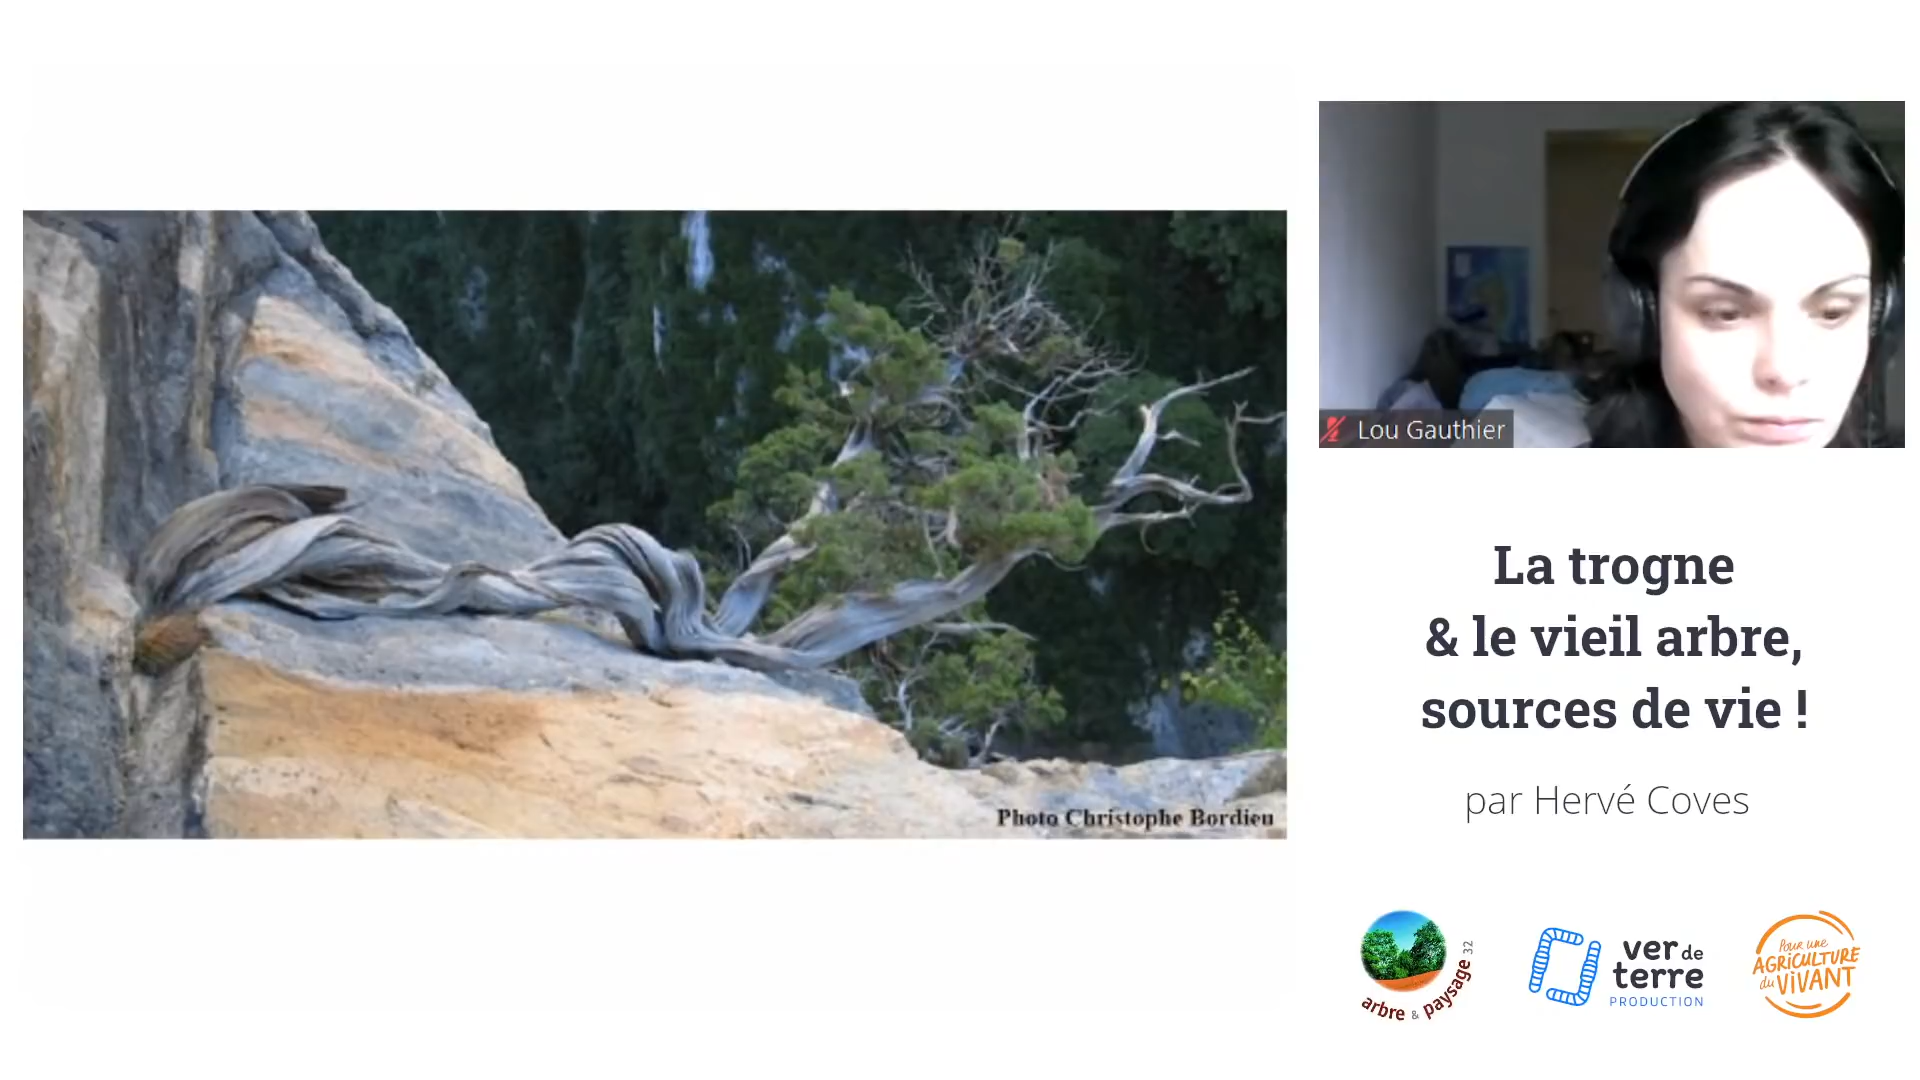 Photo Christophe Bordieu
Lou Gauthier
La trogne
& le vieil arbre,
sources de vie !
par Hervé Coves
arbre & paysage 32
ver de
terre
PRODUCTION
Pour une
AGRICULTURE
du VIVANT